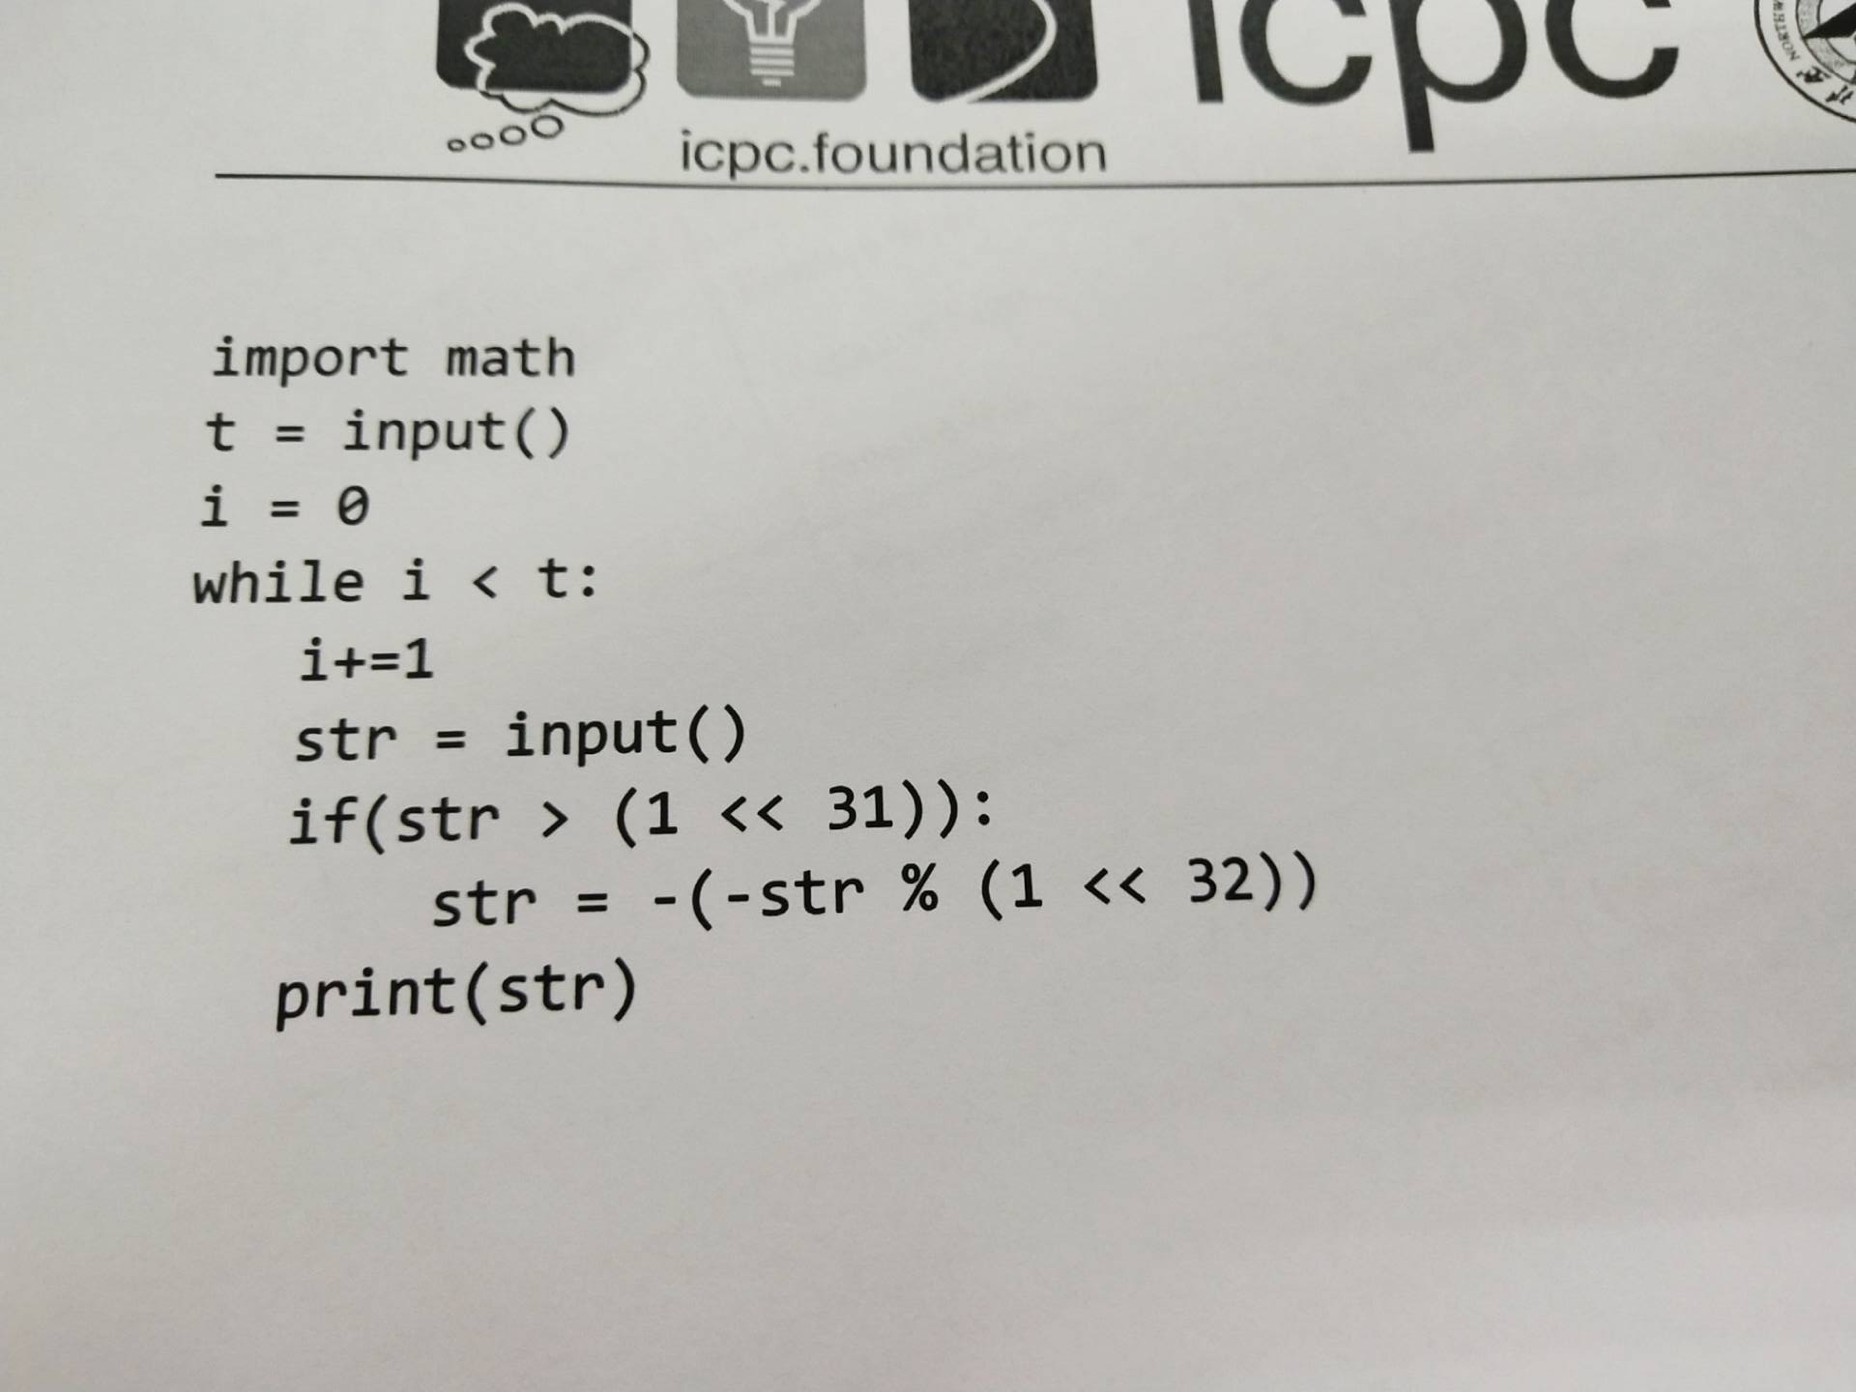 icpc
icpc.foundation
import math
t = input()
i = 0
while i < t:
    i+=1
    str = input()
    if(str > (1 << 31)):
        str = -(-str % (1 << 32))
    print(str)